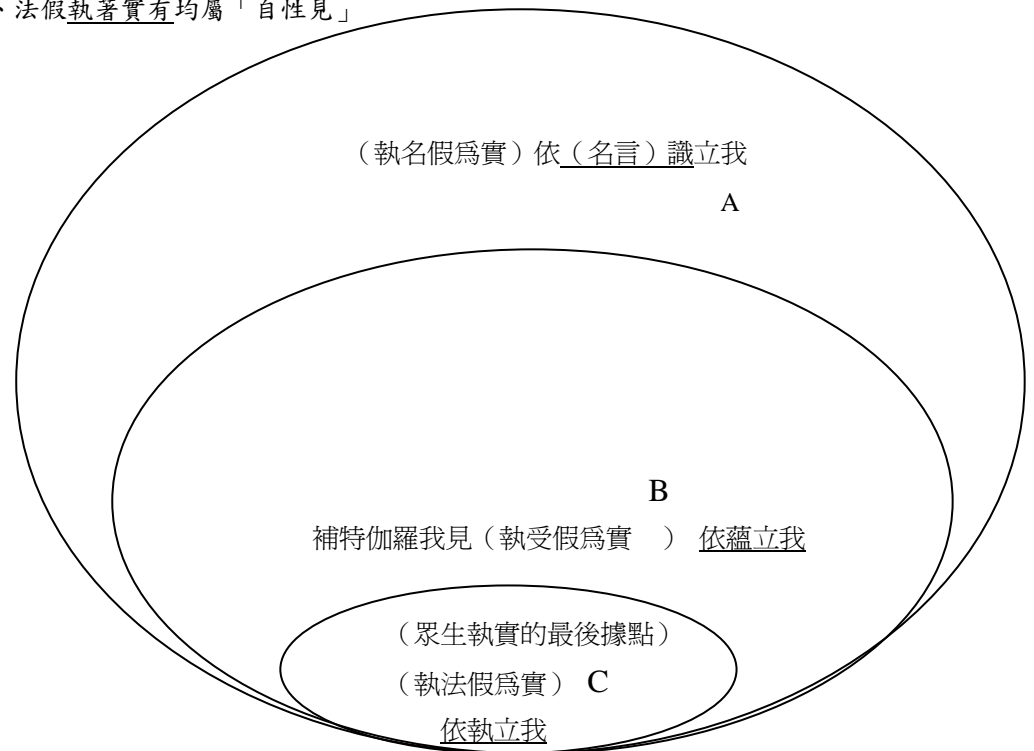 、法假執著實有均屬「自性見」
（執名假為實）依（名言）識立我
A
B
補特伽羅我見（執受假為實　） 依蘊立我
（眾生執實的最後據點）
（執法假為實） C
依執立我